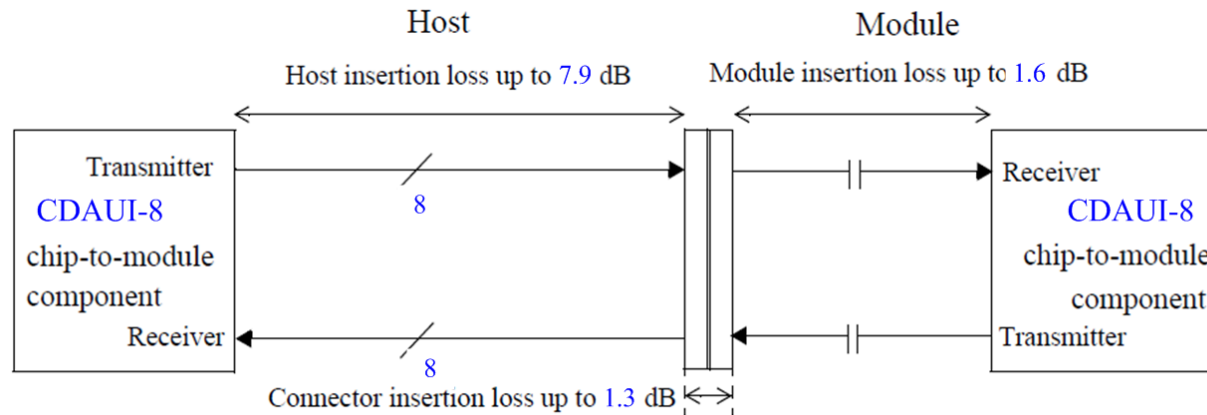 Host
Module
Host insertion loss up to 7.9 dB
Module insertion loss up to 1.6 dB
Transmitter
CDAUI-8
chip-to-module
component
Receiver
8
8
Receiver
CDAUI-8
chip-to-module
component
Transmitter
Connector insertion loss up to 1.3 dB